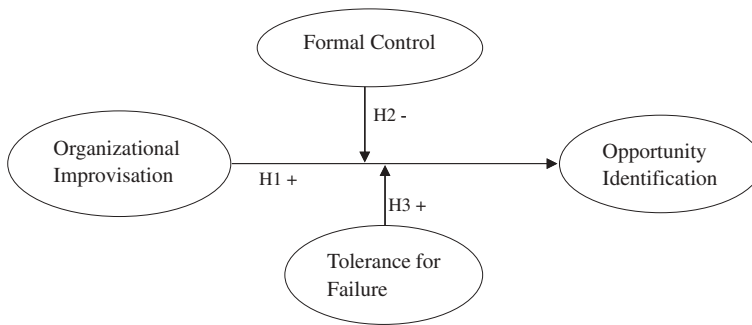 Formal Control
H2 -
Organizational
Improvisation
H1 +
Opportunity
Identification
H3 +
Tolerance for
Failure